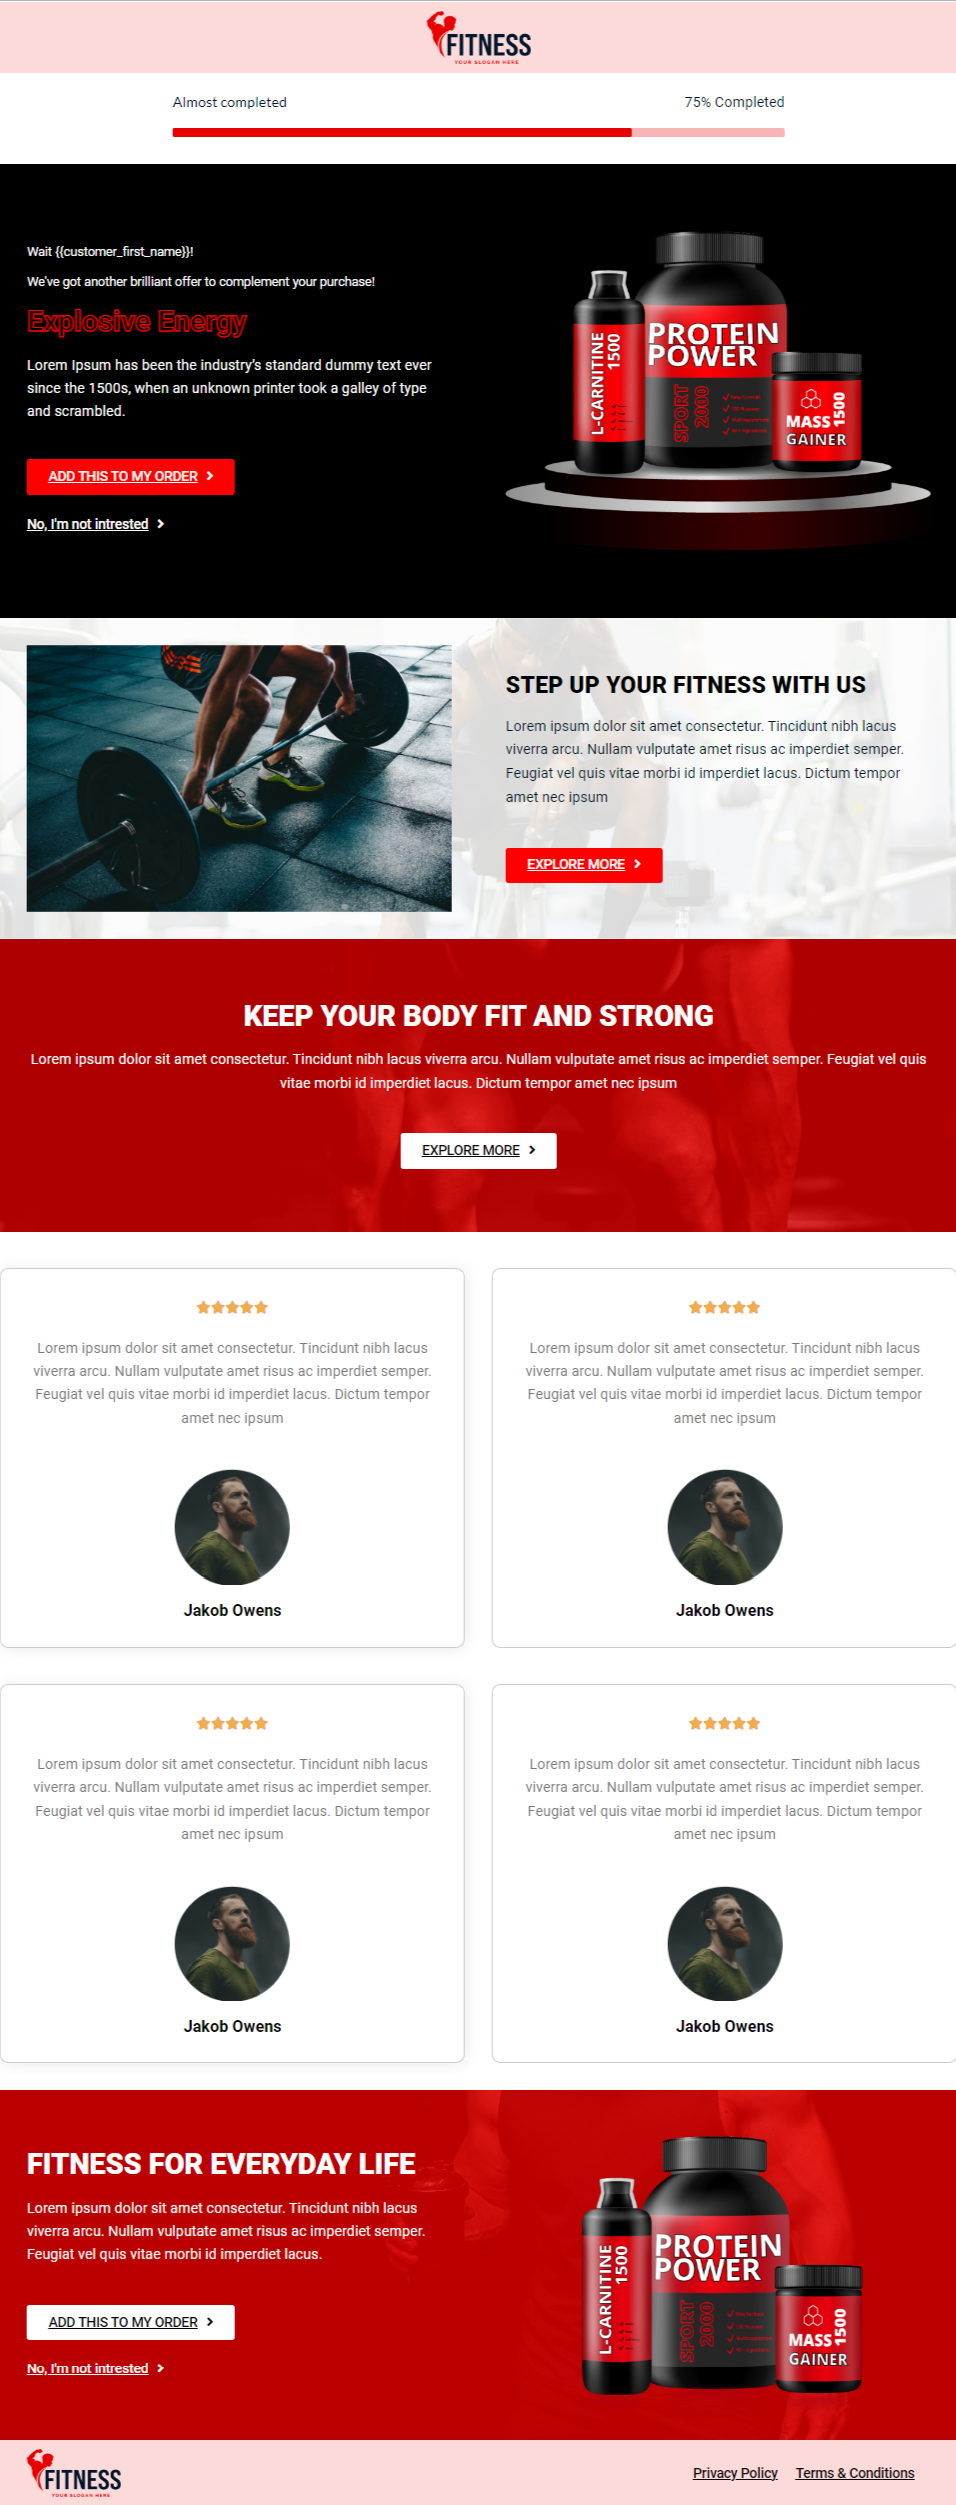 FITNESS
YOUR SLOGAN HERE
Almost completed
75% Completed
Wait {{customer_first_name}}!
We've got another brilliant offer to complement your purchase!
Explosive Energy
Lorem Ipsum has been the industry's standard dummy text ever
since the 1500s, when an unknown printer took a galley of type
and scrambled.
ADD THIS TO MY ORDER
No, I'm not intrested
L-CARNITINE
1500
PROTEIN
POWER
SPORT
2000
MASS
GAINER
1500
STEP UP YOUR FITNESS WITH US
Lorem ipsum dolor sit amet consectetur. Tincidunt nibh lacus
viverra arcu. Nullam vulputate amet risus ac imperdiet semper.
Feugiat vel quis vitae morbi id imperdiet lacus. Dictum tempor
amet nec ipsum
EXPLORE MORE
KEEP YOUR BODY FIT AND STRONG
Lorem ipsum dolor sit amet consectetur. Tincidunt nibh lacus viverra arcu. Nullam vulputate amet risus ac imperdiet semper. Feugiat vel quis
vitae morbi id imperdiet lacus. Dictum tempor amet nec ipsum
EXPLORE MORE
Lorem ipsum dolor sit amet consectetur. Tincidunt nibh lacus
viverra arcu. Nullam vulputate amet risus ac imperdiet semper.
Feugiat vel quis vitae morbi id imperdiet lacus. Dictum tempor
amet nec ipsum
Jakob Owens
Lorem ipsum dolor sit amet consectetur. Tincidunt nibh lacus
viverra arcu. Nullam vulputate amet risus ac imperdiet semper.
Feugiat vel quis vitae morbi id imperdiet lacus. Dictum tempor
amet nec ipsum
Jakob Owens
Lorem ipsum dolor sit amet consectetur. Tincidunt nibh lacus
viverra arcu. Nullam vulputate amet risus ac imperdiet semper.
Feugiat vel quis vitae morbi id imperdiet lacus. Dictum tempor
amet nec ipsum
Jakob Owens
Lorem ipsum dolor sit amet consectetur. Tincidunt nibh lacus
viverra arcu. Nullam vulputate amet risus ac imperdiet semper.
Feugiat vel quis vitae morbi id imperdiet lacus. Dictum tempor
amet nec ipsum
Jakob Owens
FITNESS FOR EVERYDAY LIFE
Lorem ipsum dolor sit amet consectetur. Tincidunt nibh lacus
viverra arcu. Nullam vulputate amet risus ac imperdiet semper.
Feugiat vel quis vitae morbi id imperdiet lacus.
ADD THIS TO MY ORDER
No, I'm not intrested
L-CARNITINE
1500
PROTEIN
POWER
SPORT
2000
MASS
GAINER
1500
FITNESS
YOUR SLOGAN HERE
Privacy Policy
Terms & Conditions